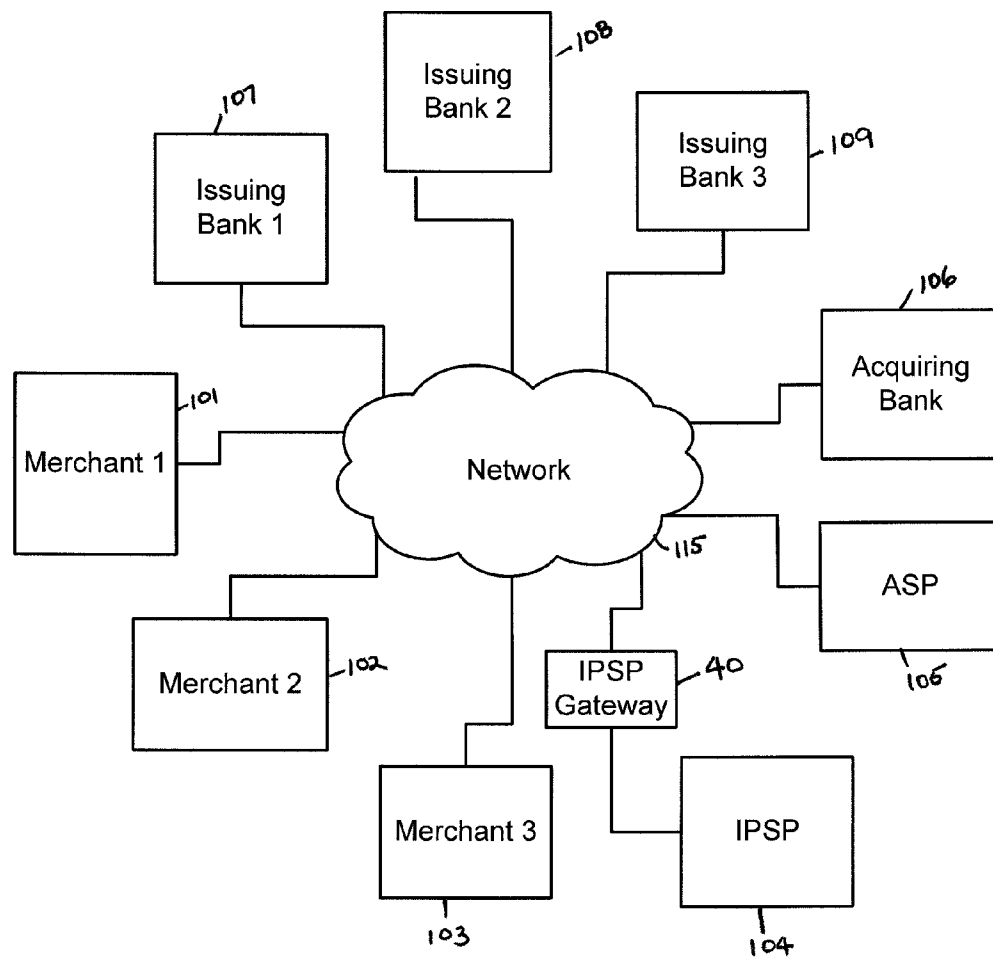 108
Issuing
Bank 2
107
109
Issuing
Bank 3
Issuing
Bank 1
106
101
Acquiring
Bank
Merchant 1
Network
115
ASP
IPSP
Gateway
40
102
Merchant 2
105
Merchant 3
IPSP
103
104